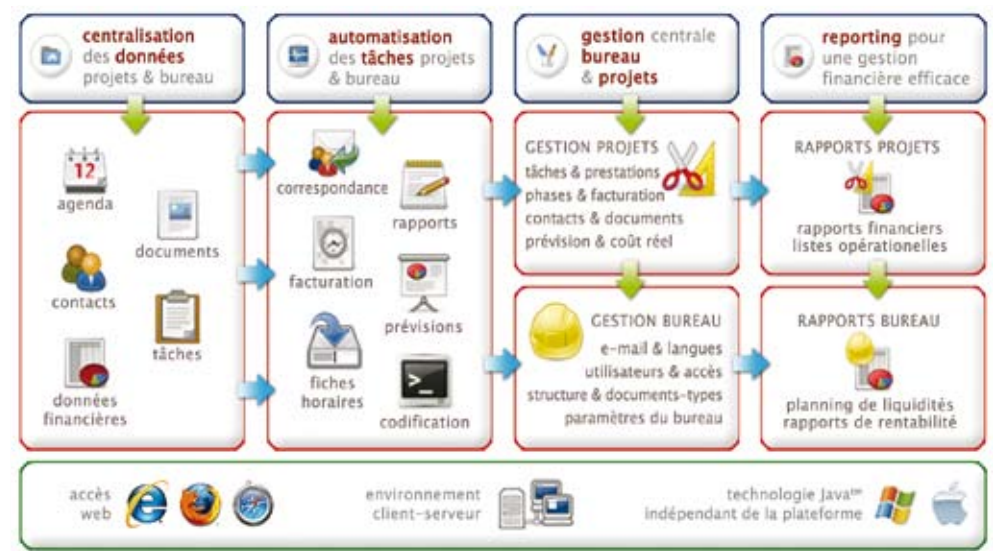 centralisation
des données
projets & bureau
automatisation
des tâches projets
& bureau
gestion centrale
bureau
& projets
reporting pour
une gestion
financière efficace
12
agenda
documents
contacts
tâches
données
financières
correspondance
rapports
facturation
prévisions
fiches
horaires
codification
GESTION PROJETS
tâches & prestations
phases & facturation
contacts & documents
prévision & coût réel
GESTION BUREAU
e-mail & langues
utilisateurs & accès
structure & documents-types
paramètres du bureau
RAPPORTS PROJETS
rapports financiers
listes opérationelles
RAPPORTS BUREAU
planning de liquidités
rapports de rentabilité
accès
web
environnement
client-serveur
technologie Java™
indépendant de la plateforme